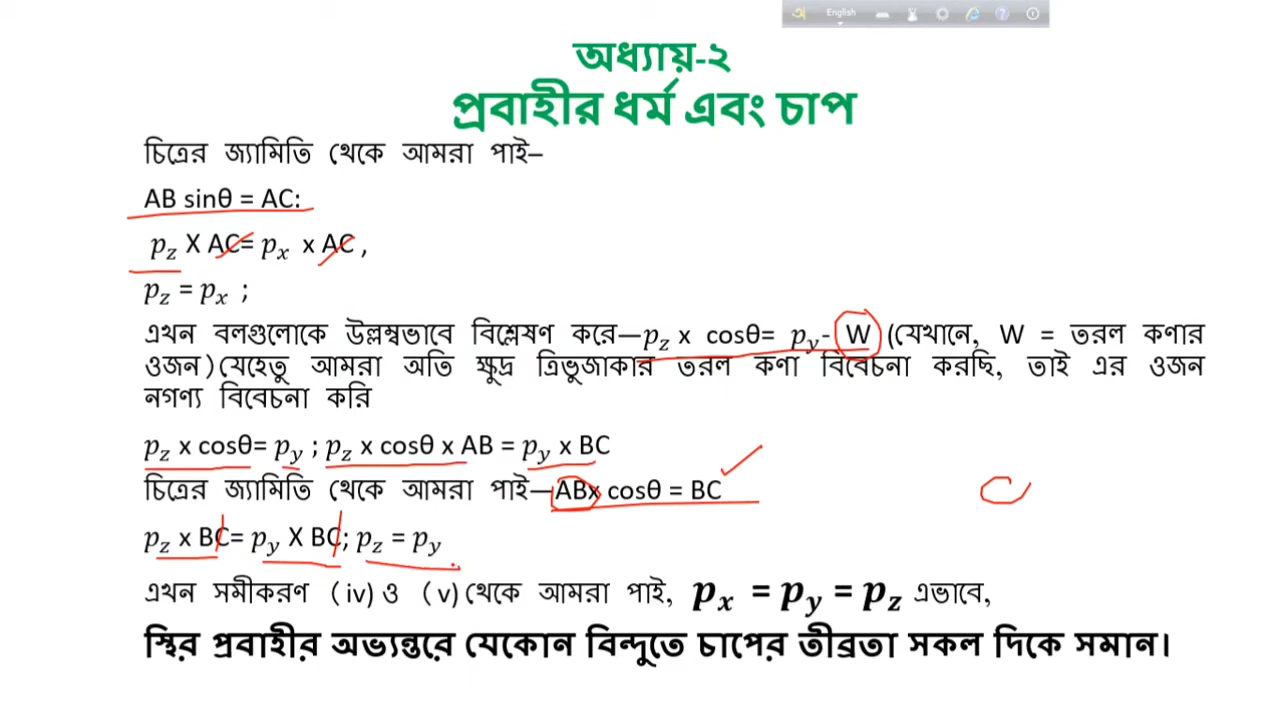 অ English
অধ্যায়-২
প্রবাহীর ধর্ম এবং চাপ
চিত্রের জ্যামিতি থেকে আমরা পাই–
AB sinθ = AC:
p_z X AC= p_x x AC ,
p_z = p_x ;
এখন বলগুলোকে উল্লম্বভাবে বিশ্লেষণ করে—p_z x cosθ= p_y- W (যেখানে, W = তরল কণার
ওজন)যেহেতু আমরা অতি ক্ষুদ্র ত্রিভুজাকার তরল কণা বিবেচনা করছি, তাই এর ওজন
নগণ্য বিবেচনা করি
p_z x cosθ= p_y ; p_z x cosθ x AB = p_y x BC
চিত্রের জ্যামিতি থেকে আমরা পাই—ABx cosθ = BC
p_z x BC= p_y X BC; p_z = p_y
এখন সমীকরণ (iv)ও (v)থেকে আমরা পাই, p_x = p_y = p_z এভাবে,
স্থির প্রবাহীর অভ্যন্তরে যেকোন বিন্দুতে চাপের তীব্রতা সকল দিকে সমান।